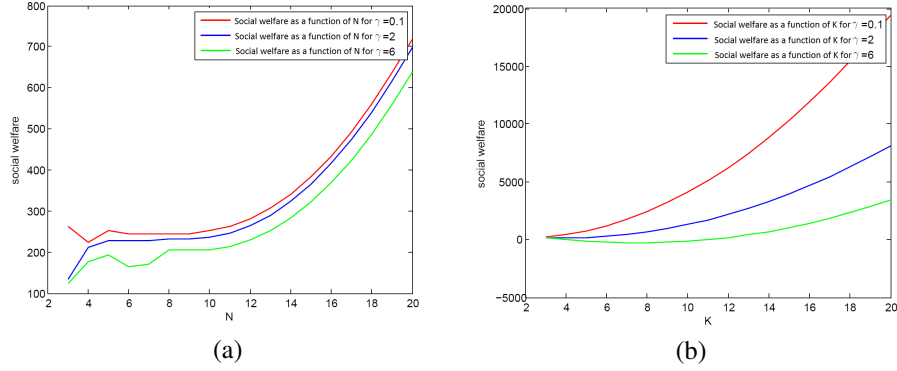 Social welfare as a function of N for γ=0.1
Social welfare as a function of N for γ=2
Social welfare as a function of N for γ=6
800
700
600
500
400
300
200
100
social welfare
2 4 6 8 10 12 14 16 18 20
N
(a)
Social welfare as a function of K for γ=0.1
Social welfare as a function of K for γ=2
Social welfare as a function of K for γ=6
20000
15000
10000
5000
0
−5000
social welfare
2 4 6 8 10 12 14 16 18 20
K
(b)